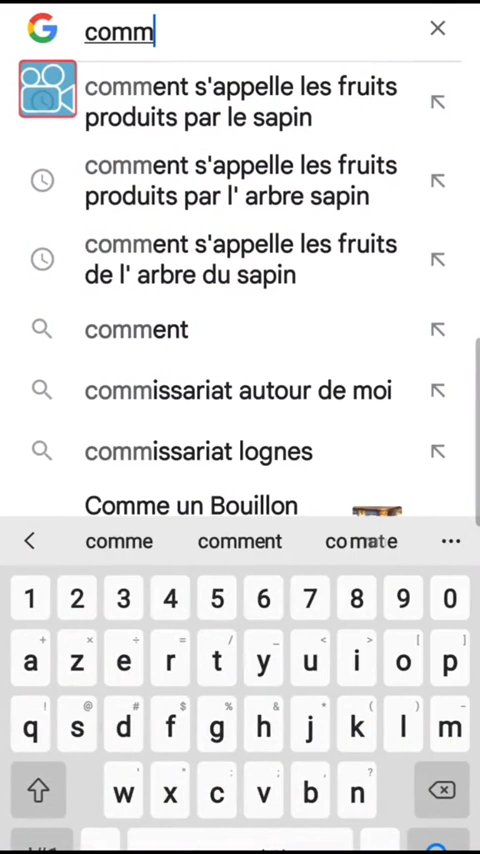 comm
comment s'appelle les fruits
produits par le sapin
comment s'appelle les fruits
produits par l' arbre sapin
comment s'appelle les fruits
de l' arbre du sapin
comment
commissariat autour de moi
commissariat lognes
Comme un Bouillon
comme comment
1 2 3 4 5 6 7 8 9 0
+ × ÷ = / _ < > [ ]
a z e r t y u i o p
! @ # $ % & * ( ) -
q s d f g h j k l m
' " : ; , ?
w x c v b n